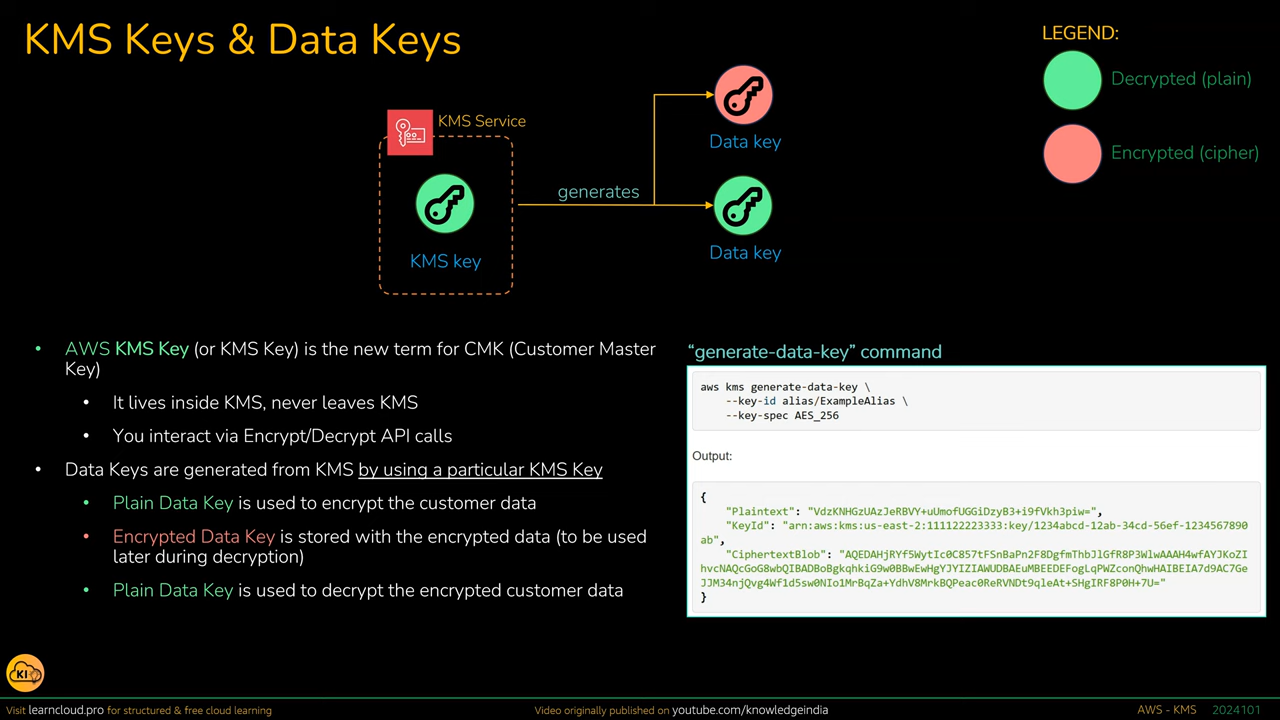 KMS Keys & Data Keys
LEGEND:
Decrypted (plain)
Encrypted (cipher)
KMS Service
KMS key
generates
Data key
Data key
• AWS KMS Key (or KMS Key) is the new term for CMK (Customer Master
Key)
• It lives inside KMS, never leaves KMS
• You interact via Encrypt/Decrypt API calls
• Data Keys are generated from KMS by using a particular KMS Key
• Plain Data Key is used to encrypt the customer data
• Encrypted Data Key is stored with the encrypted data (to be used
later during decryption)
• Plain Data Key is used to decrypt the encrypted customer data
“generate-data-key” command
aws kms generate-data-key \
--key-id alias/ExampleAlias \
--key-spec AES_256
Output:
{
"Plaintext": "VdzKNHGzUAzJeRBVY+uUmofUGGiDzyB3+i9fVkh3piw=",
"KeyId": "arn:aws:kms:us-east-2:111122223333:key/1234abcd-12ab-34cd-56ef-1234567890
ab",
"CiphertextBlob": "AQEDAHjRYf5WytIc0C857tFSnBaPn2F8DgfmThbJlGfR8P3WlwAAAH4wfAYJKoZI
hvcNAQcGoG8wbQIBADBoBgkqhkiG9w0BBwEwHgYJYIZIAWUDBAEuMBEEDEFogLqPWZconQhwHAIBEIA7d9AC7Ge
JJM34njQvg4Wf1d5sw0NIo1MrBqZa+YdhV8MrkBQPeac0ReRVNDt9qleAt+SHgIRF8P0H+7U="
}
KI
Visit learncloud.pro for structured & free cloud learning
Video originally published on youtube.com/knowledgeindia
AWS - KMS
2024101